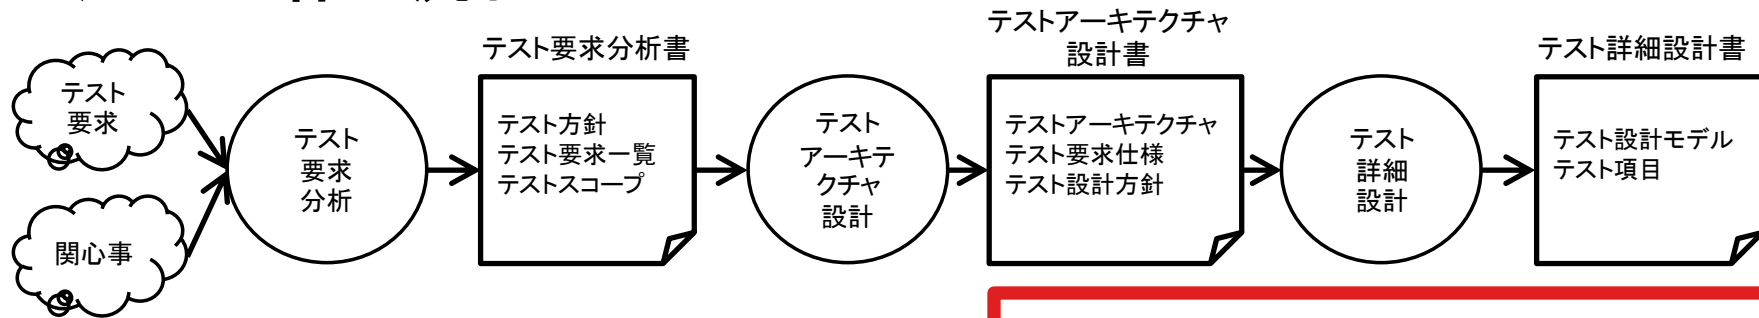 テスト
要求
関心事
テスト
要求
分析
テスト要求分析書
テスト方針
テスト要求一覧
テストスコープ
テスト
アーキテ
クチャ
設計
テストアーキテクチャ
設計書
テストアーキテクチャ
テスト要求仕様
テスト設計方針
テスト
詳細
設計
テスト詳細設計書
テスト設計モデル
テスト項目